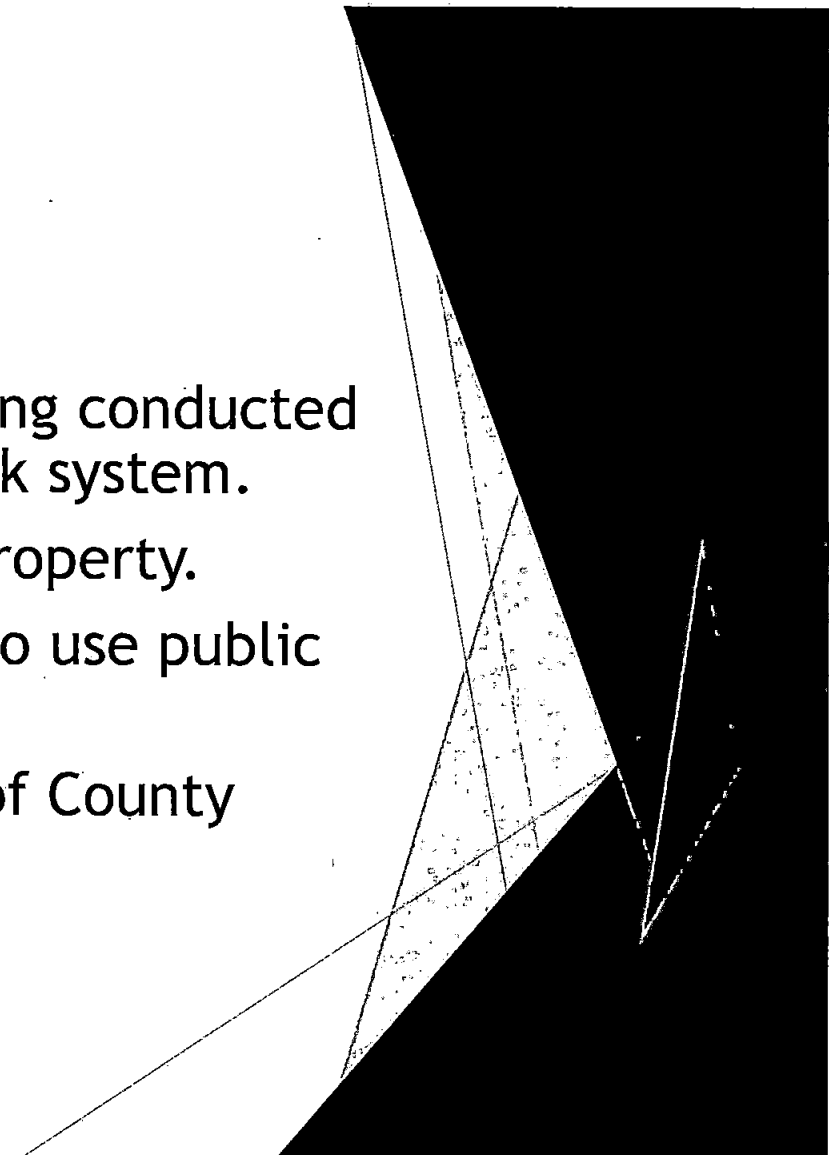 ng conducted
k system.
roperty.
o use public
of County